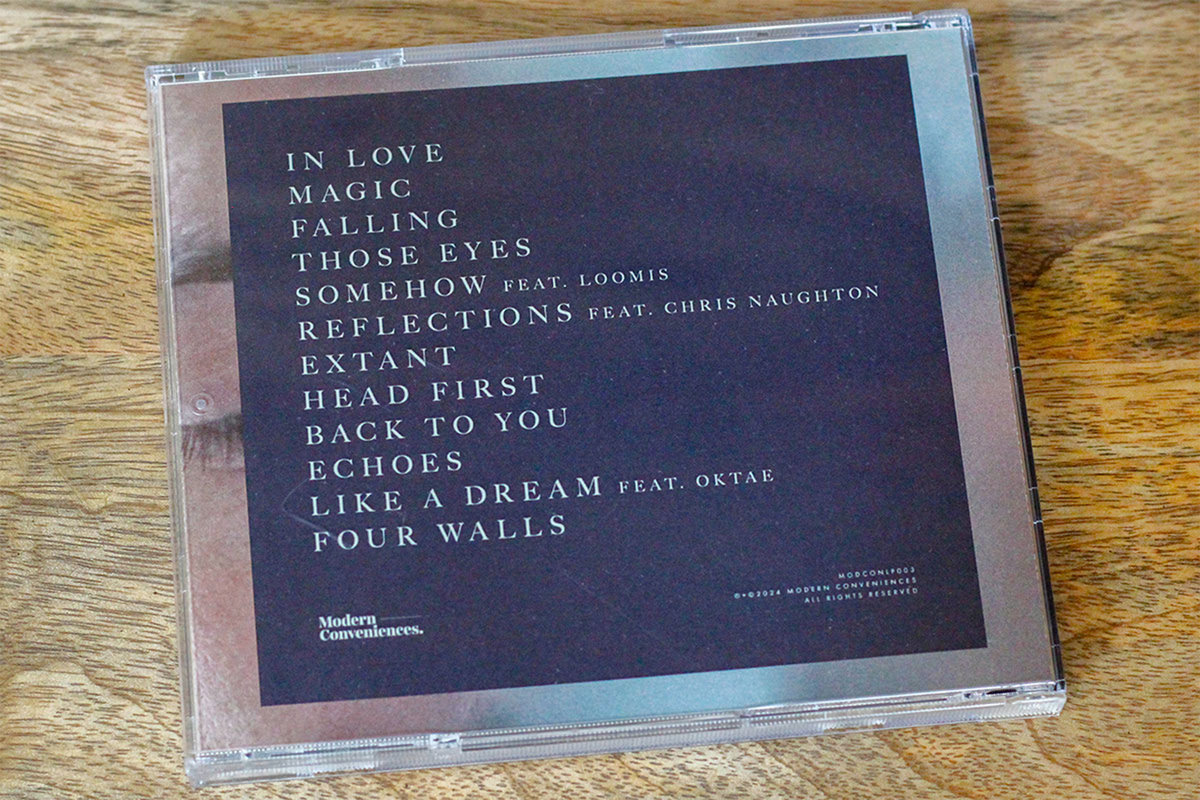 IN LOVE
MAGIC
FALLING
THOSE EYES
SOMEHOW FEAT. LOOMIS
REFLECTIONS FEAT. CHRIS NAUGHTON
EXTANT
HEAD FIRST
BACK TO YOU
ECHOES
LIKE A DREAM FEAT. OKTAE
FOUR WALLS
MODCONLP003
℗+©2024 MODERN CONVENIENCES
ALL RIGHTS RESERVED
Modern
Conveniences.